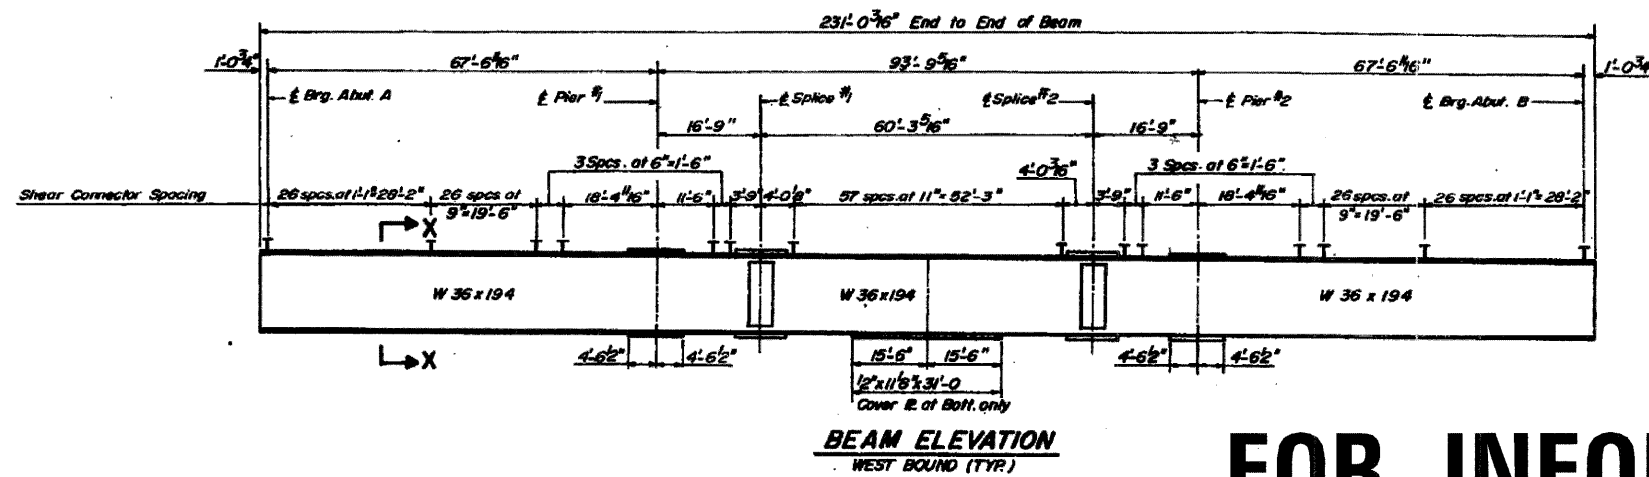 231'-0 3/16" End to End of Beam
1'-0 3/4" 67'-6 11/16" 93'-9 5/16" 67'-6 11/16" 1'-0 3/4
℄ Brg. Abut. A ℄ Pier #1 ℄ Splice #1 ℄ Splice #2 ℄ Pier #2 ℄ Brg. Abut. B
16'-9" 60'-3 5/16" 16'-9"
3 Spcs. at 6"=1'-6" 4'-0 3/16" 3 Spcs. at 6"=1'-6"
Shear Connector Spacing 26 spcs. at 1'-1"=28'-2" 26 spcs. at 18'-4 11/16" 11'-6" 3'-9" 4'-0 1/8" 57 spcs. at 11"=52'-3" 3'-9" 11'-6" 18'-4 11/16" 26 spcs. at 26 spcs. at 1'-1"=28'-2"
9"=19'-6" 9"=19'-6"
X
W 36 x 194 W 36 x 194 W 36 x 194
X 4'-6 1/2" 4'-6 1/2" 15'-6" 15'-6" 4'-6 1/2" 4'-6 1/2"
1/2" x 11 1/8" x 31'-0
Cover ℄ at Bott. only
BEAM ELEVATION
WEST BOUND (TYP.)
FOR INFO